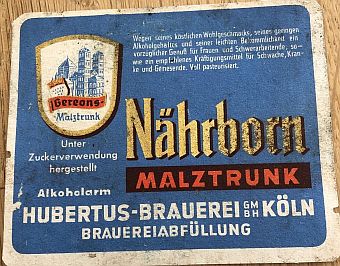 Wegen seines köstlichen Wohlgeschmacks, seines geringen
Alkoholgehaltes und seiner leichten Bekömmlichkeit ein
vorzüglicher Genuß für Frauen und Schwerarbeitende, so-
wie ein empfohlenes Kräftigungsmittel für Schwache, Kran-
ke und Genesende. Voll pasteurisiert.
Gereons-
Malztrunk
Nährborn
Unter
Zuckerverwendung
hergestellt
MALZTRUNK
Alkoholarm
HUBERTUS-BRAUEREI GMBH KÖLN
BRAUEREIABFÜLLUNG